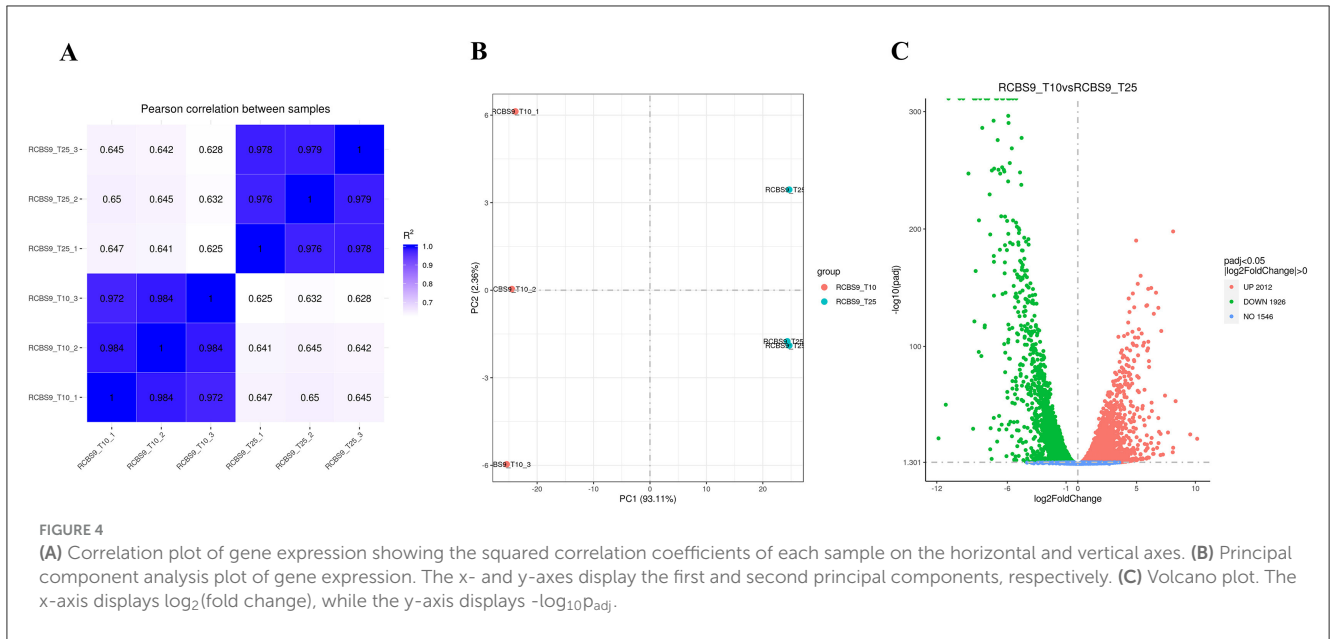 A
Pearson correlation between samples
RCBS9_T25_3 0.645 0.642 0.628 0.978 0.979 1
RCBS9_T25_2 0.65 0.645 0.632 0.976 1 0.979
RCBS9_T25_1 0.647 0.641 0.625 1 0.976 0.978
RCBS9_T10_3 0.972 0.984 1 0.625 0.632 0.628
RCBS9_T10_2 0.984 1 0.984 0.641 0.645 0.642
RCBS9_T10_1 1 0.984 0.972 0.647 0.65 0.645
RCBS9_T10_1 RCBS9_T10_2 RCBS9_T10_3 RCBS9_T25_1 RCBS9_T25_2 RCBS9_T25_3
R²
1.0
0.9
0.8
0.7
B
RCBS9_T10_1
RCBS9_T25
RCBS9_T10_2
RCBS9_T25
RCBS9_T25
BS9_T10_3
6
3
0
-3
-6
PC2 (2.36%)
-20 -10 0 10 20
PC1 (93.11%)
group
RCBS9_T10
RCBS9_T25
C
RCBS9_T10vsRCBS9_T25
300
200
100
1.301
-log10(padj)
-12 -6 -1 0 5 10
log2FoldChange
padj<0.05
|log2FoldChange|>0
UP 2012
DOWN 1926
NO 1546
FIGURE 4
(A) Correlation plot of gene expression showing the squared correlation coefficients of each sample on the horizontal and vertical axes. (B) Principal
component analysis plot of gene expression. The x- and y-axes display the first and second principal components, respectively. (C) Volcano plot. The
x-axis displays log₂(fold change), while the y-axis displays -log₁₀pₐdⱼ.